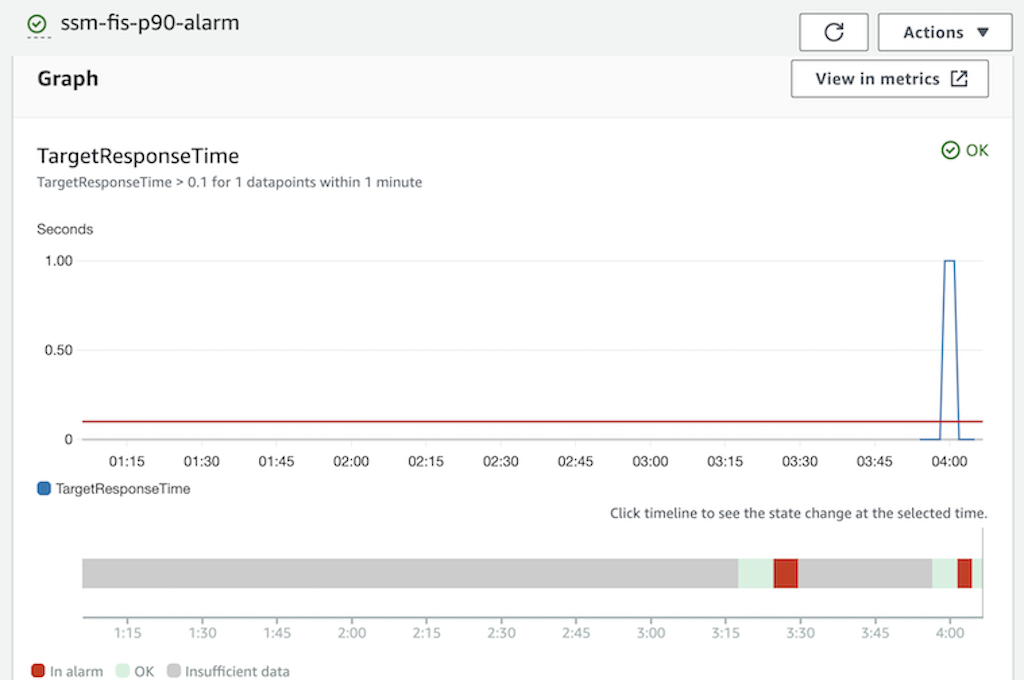 ssm-fis-p90-alarm
Actions
Graph
View in metrics
TargetResponseTime
OK
TargetResponseTime > 0.1 for 1 datapoints within 1 minute
Seconds
1.00
0.50
0
01:15 01:30 01:45 02:00 02:15 02:30 02:45 03:00 03:15 03:30 03:45 04:00
TargetResponseTime
Click timeline to see the state change at the selected time.
1:15 1:30 1:45 2:00 2:15 2:30 2:45 3:00 3:15 3:30 3:45 4:00
In alarm OK Insufficient data